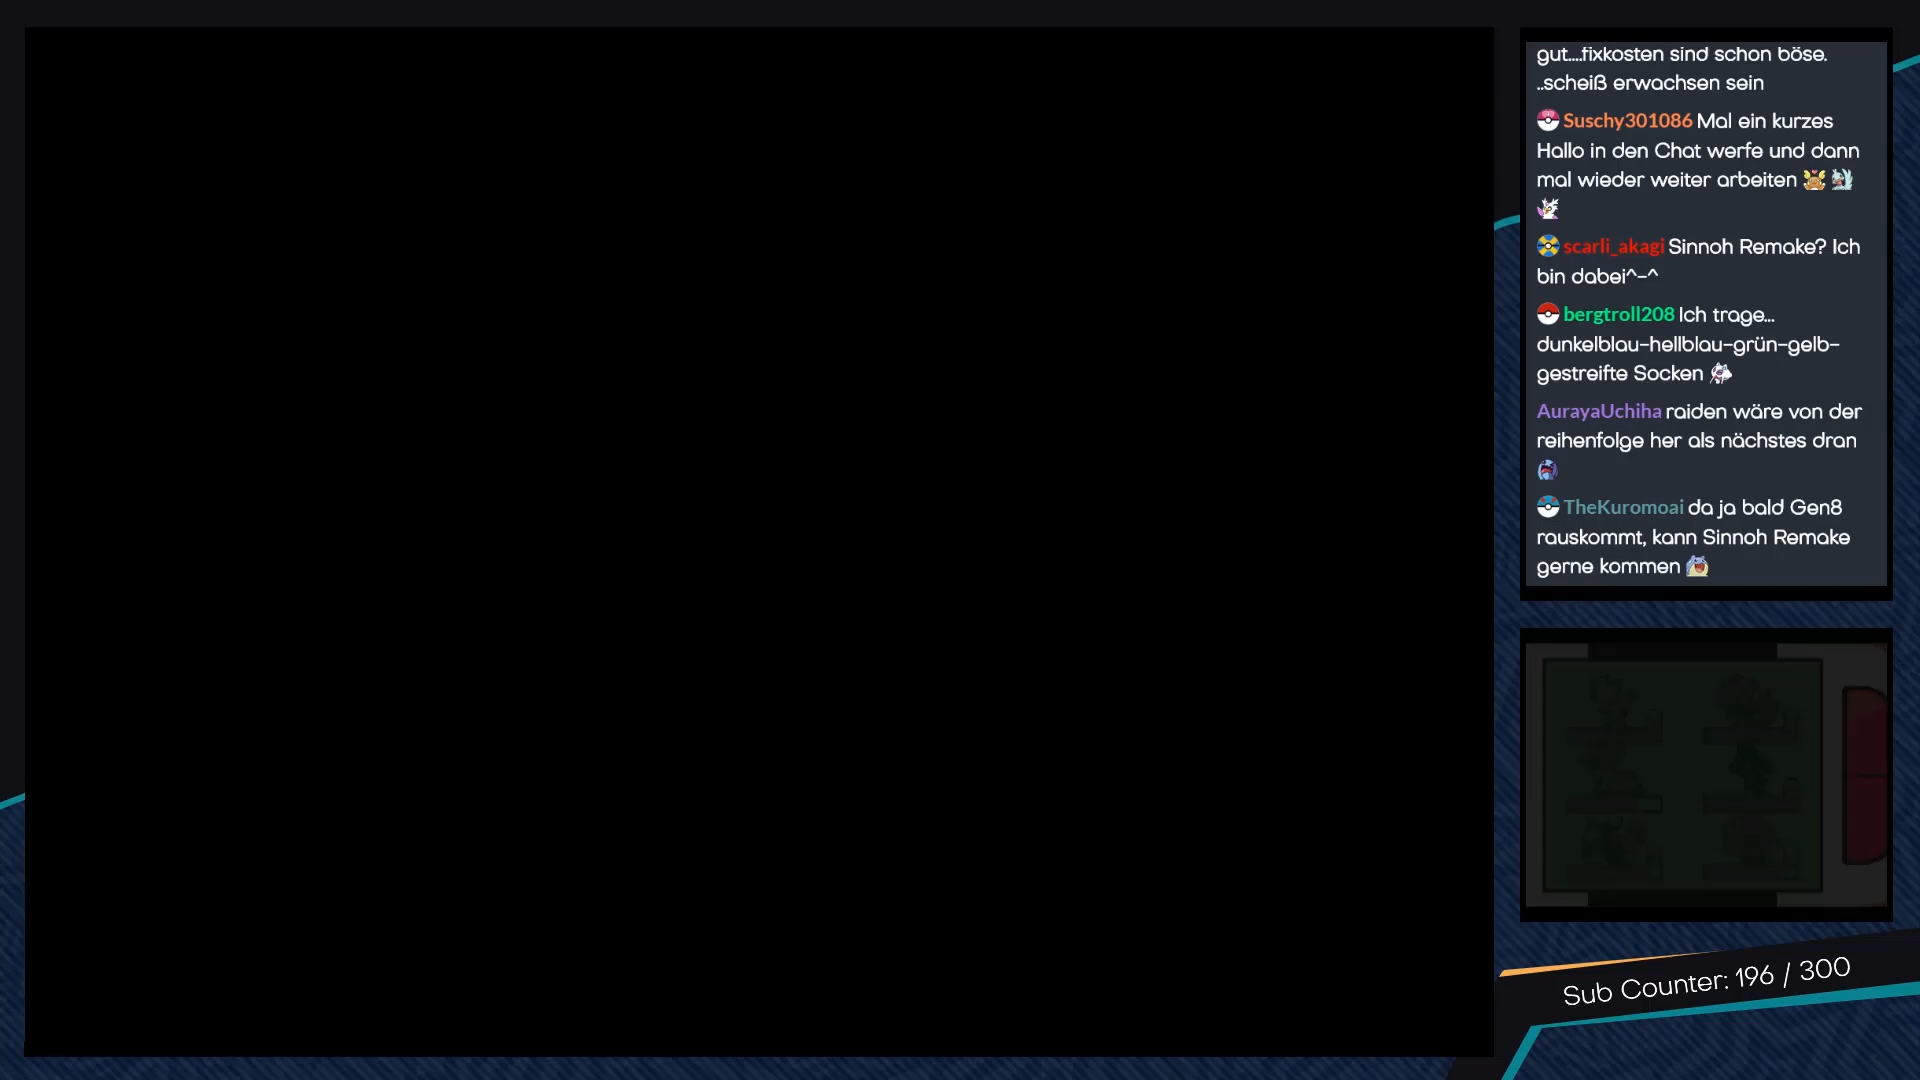 gut....fixkosten sind schon böse.
..scheiß erwachsen sein
Suschy301086 Mal ein kurzes
Hallo in den Chat werfe und dann
mal wieder weiter arbeiten
scarli_akagi Sinnoh Remake? Ich
bin dabei^-^
bergtroll208 Ich trage...
dunkelblau-hellblau-grün-gelb-
gestreifte Socken
AurayaUchiha raiden wäre von der
reihenfolge her als nächstes dran
TheKuromoai da ja bald Gen8
rauskommt, kann Sinnoh Remake
gerne kommen
Sub Counter: 196 / 300